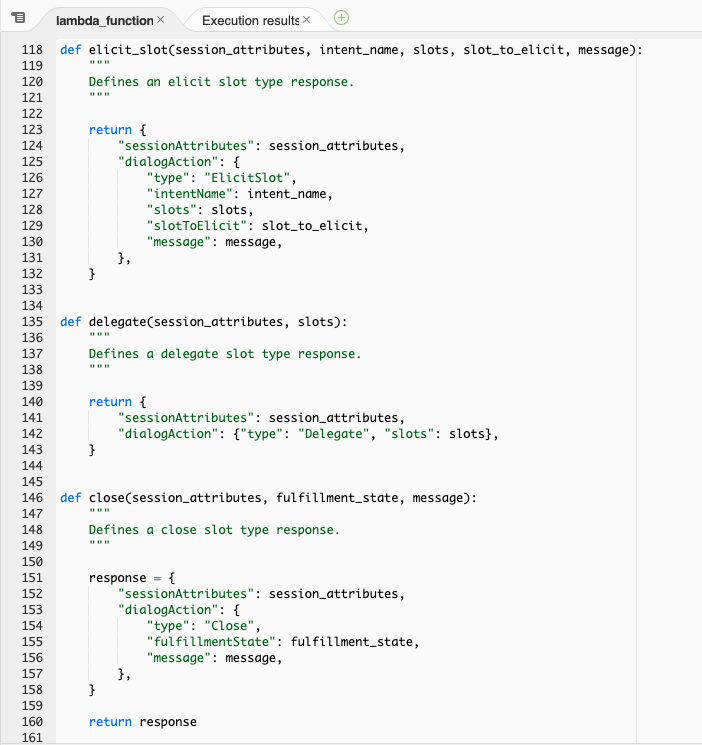 lambda_function × Execution results ×
118 def elicit_slot(session_attributes, intent_name, slots, slot_to_elicit, message):
119     """
120     Defines an elicit slot type response.
121     """
122
123     return {
124         "sessionAttributes": session_attributes,
125         "dialogAction": {
126             "type": "ElicitSlot",
127             "intentName": intent_name,
128             "slots": slots,
129             "slotToElicit": slot_to_elicit,
130             "message": message,
131         },
132     }
133
134
135 def delegate(session_attributes, slots):
136     """
137     Defines a delegate slot type response.
138     """
139
140     return {
141         "sessionAttributes": session_attributes,
142         "dialogAction": {"type": "Delegate", "slots": slots},
143     }
144
145
146 def close(session_attributes, fulfillment_state, message):
147     """
148     Defines a close slot type response.
149     """
150
151     response = {
152         "sessionAttributes": session_attributes,
153         "dialogAction": {
154             "type": "Close",
155             "fulfillmentState": fulfillment_state,
156             "message": message,
157         },
158     }
159
160     return response
161